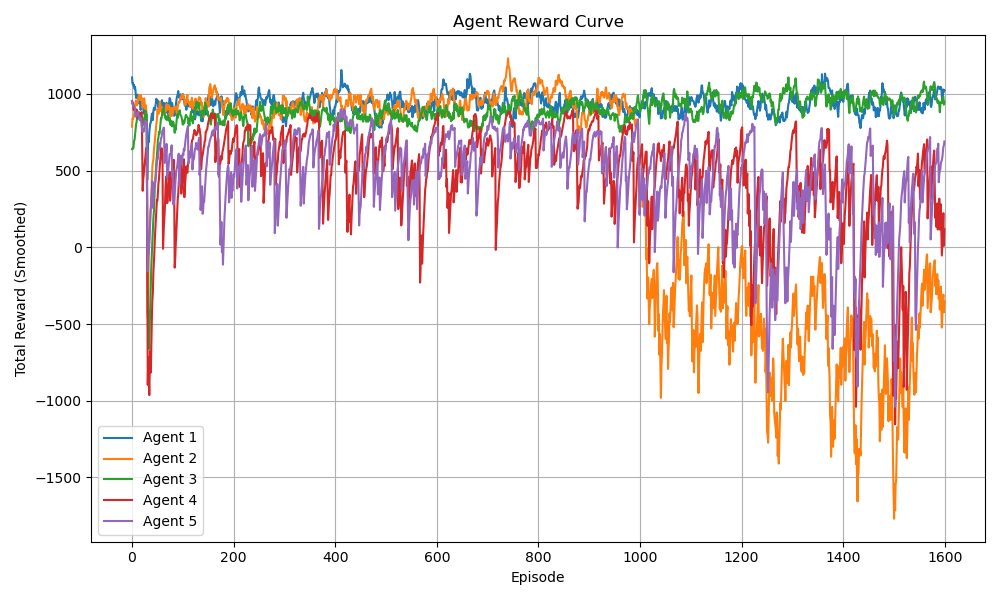 Agent Reward Curve
Total Reward (Smoothed)
1000
500
0
−500
−1000
−1500
Agent 1
Agent 2
Agent 3
Agent 4
Agent 5
0 200 400 600 800 1000 1200 1400 1600
Episode